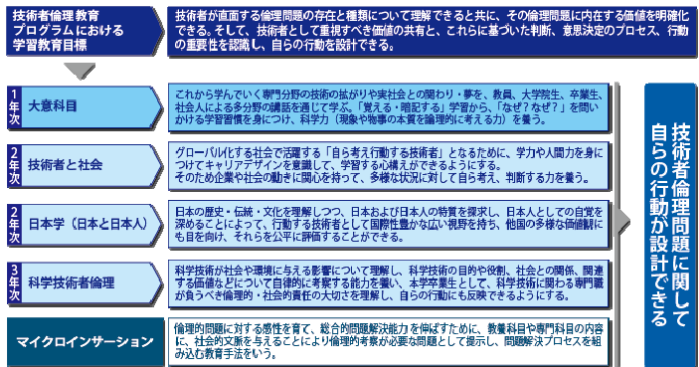 技術者倫理教育
プログラムにおける
学習教育目標
技術者が直面する倫理問題の存在と種類について理解できると共に、その倫理問題に内在する価値を明確化
できる。そして、技術者として重視すべき価値の共有と、これらに基づいた判断、意思決定のプロセス、行動
の重要性を認識し、自らの行動を設計できる。
1年次
大意科目
これから学んでいく専門分野の技術の拡がりや実社会との関わり・夢を、教員、大学院生、卒業生、
社会人による多分野の講話を通じて学ぶ。「覚える・暗記する」学習から、「なぜ？なぜ？」を問い
かける学習習慣を身につけ、科学力（現象や物事の本質を論理的に考える力）を養う。
2年次
技術者と社会
グローバル化する社会で活躍する「自ら考え行動する技術者」となるために、学力や人間力を身に
つけてキャリアデザインを意識して、学習する心構えができるようにする。
そのため企業や社会の動きに関心を持って、多様な状況に対して自ら考え、判断する力を養う。
2年次
日本学（日本と日本人）
日本の歴史・伝統・文化を理解しつつ、日本および日本人の特質を探求し、日本人としての自覚を
深めることによって、行動する技術者として国際性豊かな広い視野を持ち、他国の多様な価値観に
も目を向け、それらを公平に評価することができる。
3年次
科学技術者倫理
科学技術が社会や環境に与える影響について理解し、科学技術の目的や役割、社会との関係、関連
する価値などについて自律的に考察する能力を養い、本学卒業生として、科学技術に関わる専門職
が負うべき倫理的・社会的責任の大切さを理解し、自らの行動にも反映できるようにする。
マイクロインサーション
倫理的問題に対する感性を育て、総合的問題解決能力を伸ばすために、教養科目や専門科目の内容
に、社会的文脈を与えることにより倫理的考察が必要な問題として提示し、問題解決プロセスを組
み込む教育手法をいう。
技術者倫理問題に関して
自らの行動が設計できる